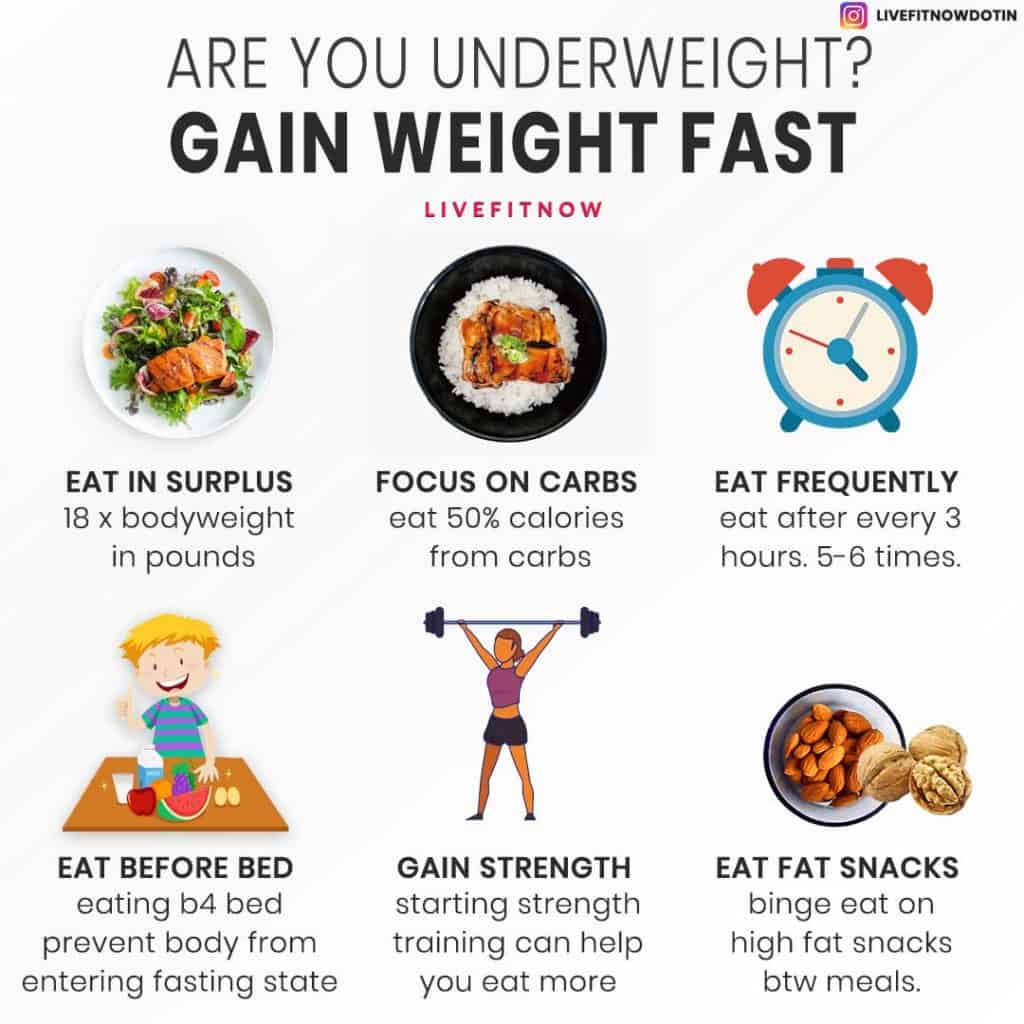 LIVEFITNOWDOTIN
ARE YOU UNDERWEIGHT?
GAIN WEIGHT FAST
LIVEFITNOW
EAT IN SURPLUS
18 x bodyweight
in pounds
FOCUS ON CARBS
eat 50% calories
from carbs
EAT FREQUENTLY
eat after every 3
hours. 5-6 times.
EAT BEFORE BED
eating b4 bed
prevent body from
entering fasting state
GAIN STRENGTH
starting strength
training can help
you eat more
EAT FAT SNACKS
binge eat on
high fat snacks
btw meals.